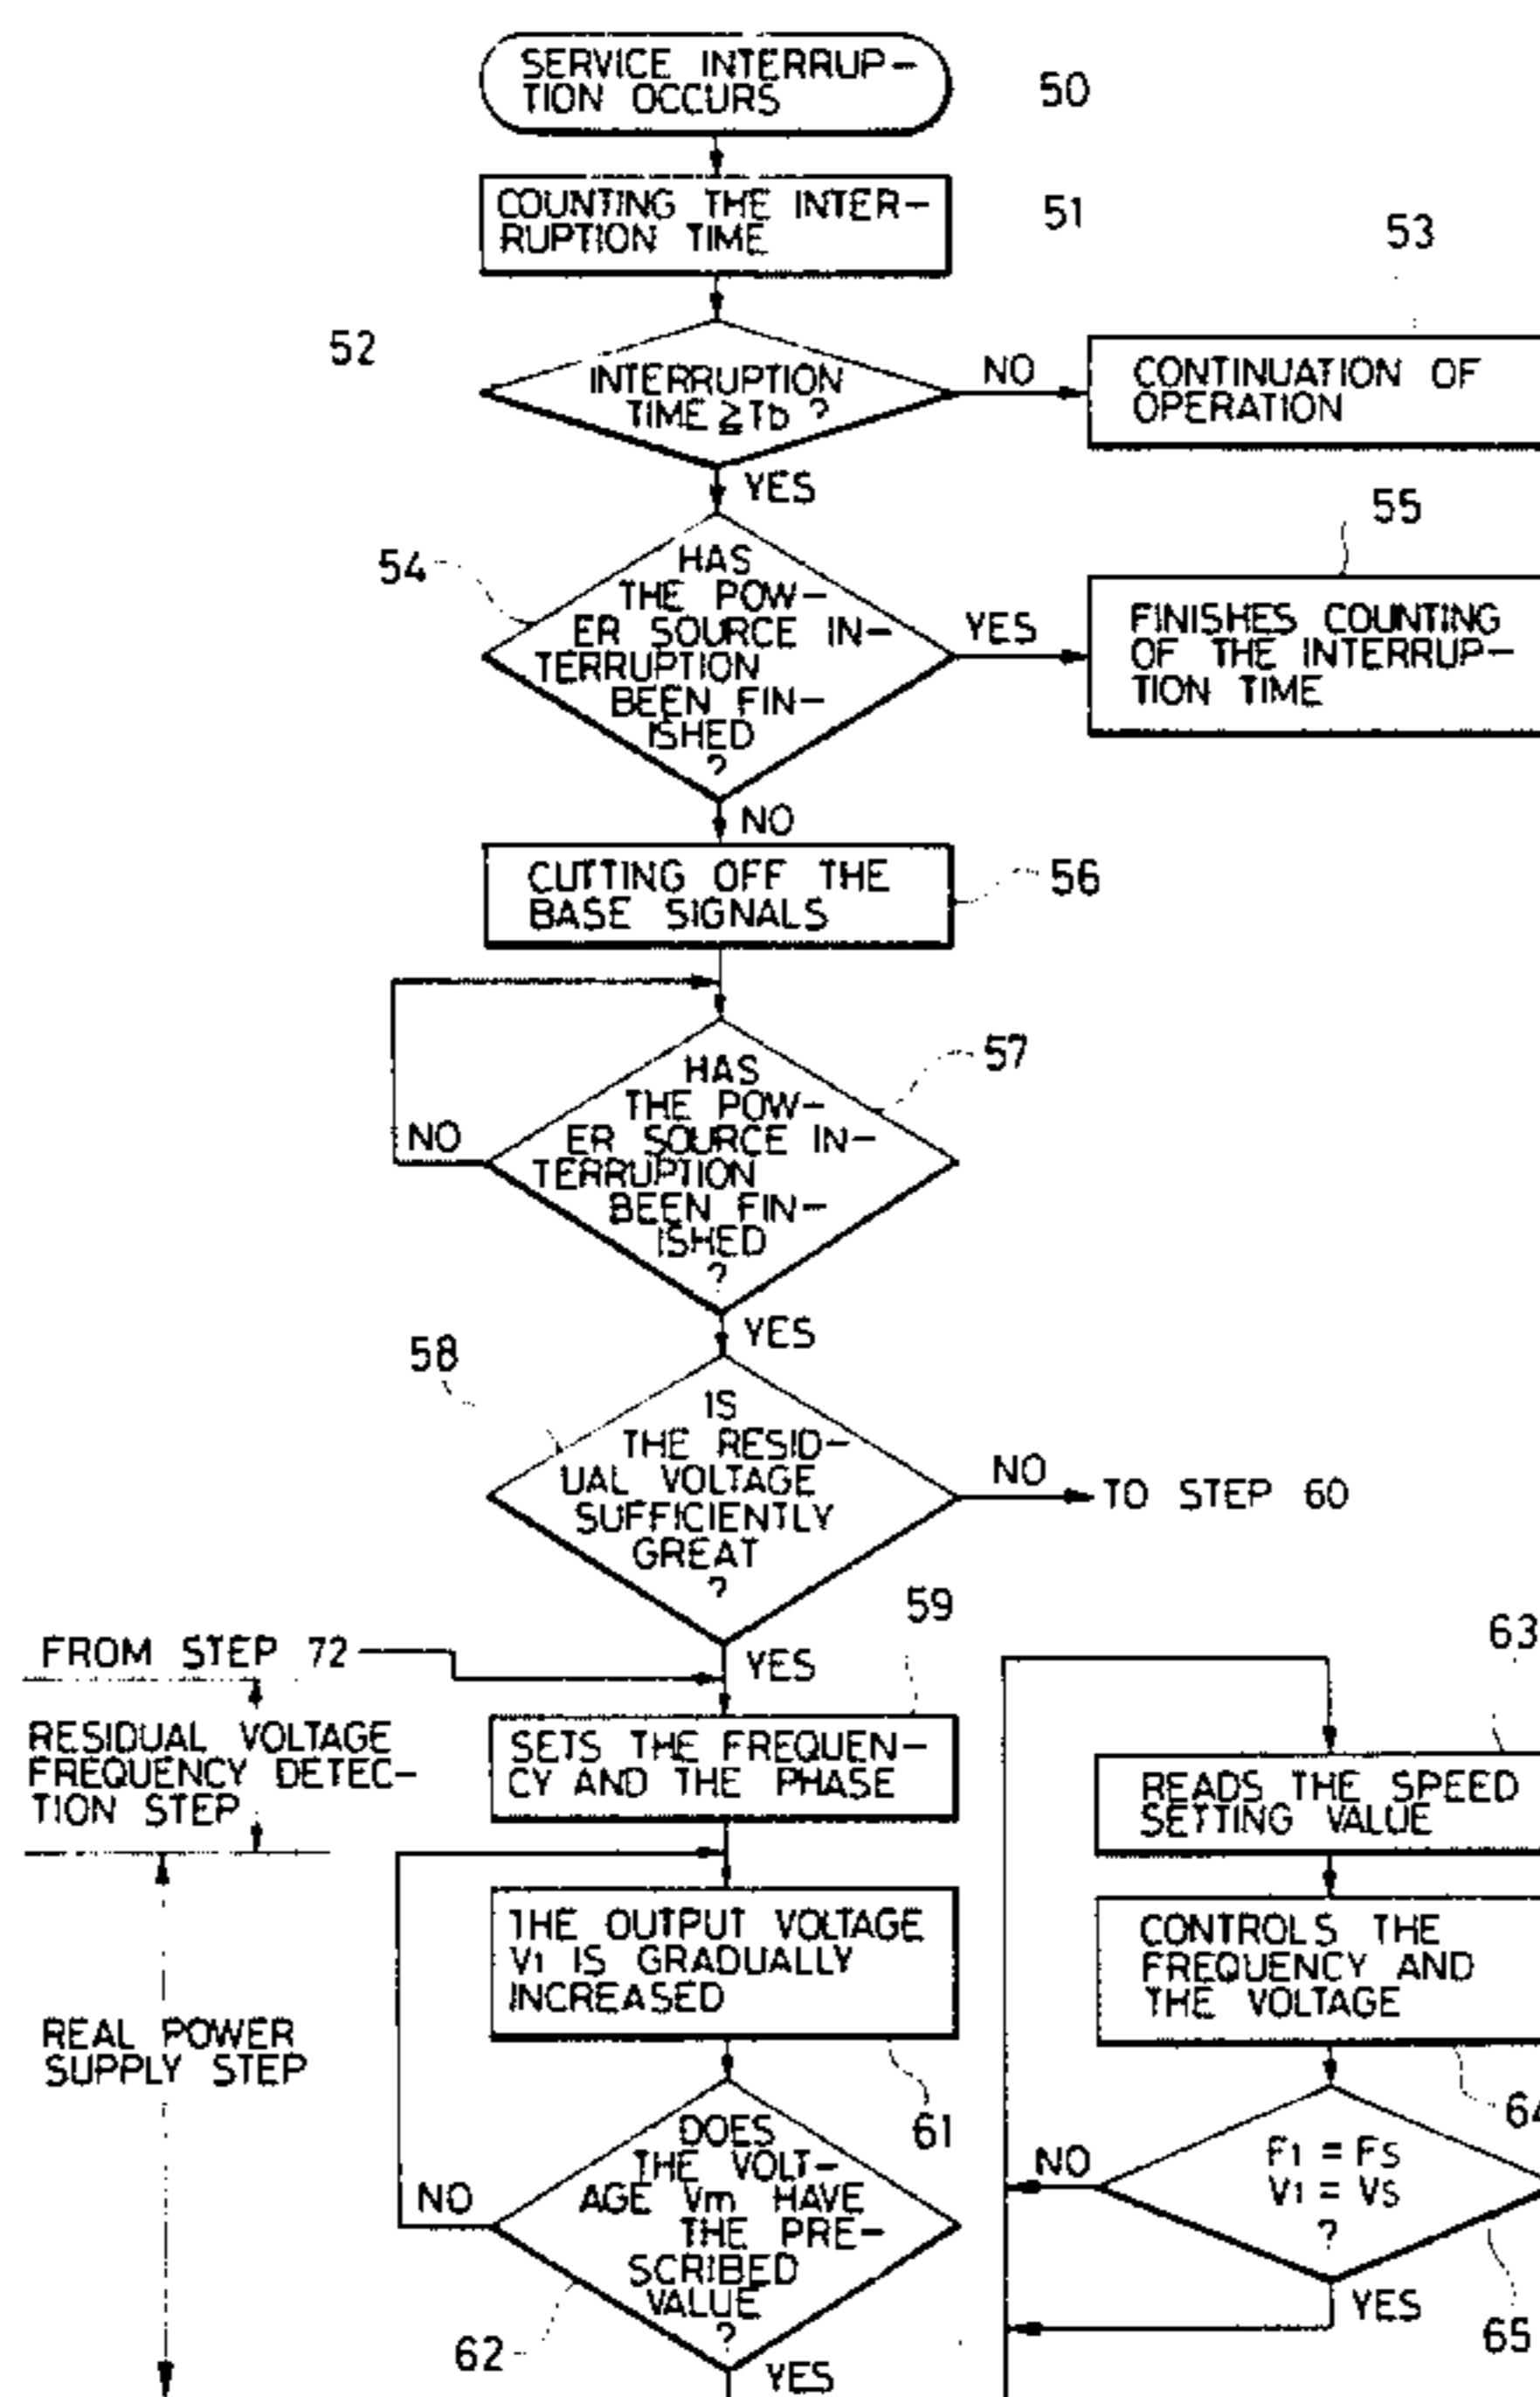 SERVICE INTERRUP-
TION OCCURS
50
COUNTING THE INTER-
RUPTION TIME
51
52
INTERRUPTION
TIME ≧ Tb ?
NO
53
CONTINUATION OF
OPERATION
YES
54
HAS
THE POW-
ER SOURCE IN-
TERRUPTION
BEEN FIN-
ISHED
?
YES
55
FINISHES COUNTING
OF THE INTERRUP-
TION TIME
NO
CUTTING OFF THE
BASE SIGNALS
56
57
HAS
THE POW-
ER SOURCE IN-
TERRUPTION
BEEN FIN-
ISHED
?
NO
YES
58
IS
THE RESID-
UAL VOLTAGE
SUFFICIENTLY
GREAT
?
NO
TO STEP 60
YES
FROM STEP 72
59
SETS THE FREQUEN-
CY AND THE PHASE
RESIDUAL VOLTAGE
FREQUENCY DETEC-
TION STEP
THE OUTPUT VOLTAGE
V1 IS GRADUALLY
INCREASED
61
REAL POWER
SUPPLY STEP
DOES
THE VOLT-
AGE Vm HAVE
THE PRE-
SCRIBED
VALUE
?
NO
62
YES
63
READS THE SPEED
SETTING VALUE
CONTROLS THE
FREQUENCY AND
THE VOLTAGE
64
F1 = FS
V1 = VS
?
NO
YES
65